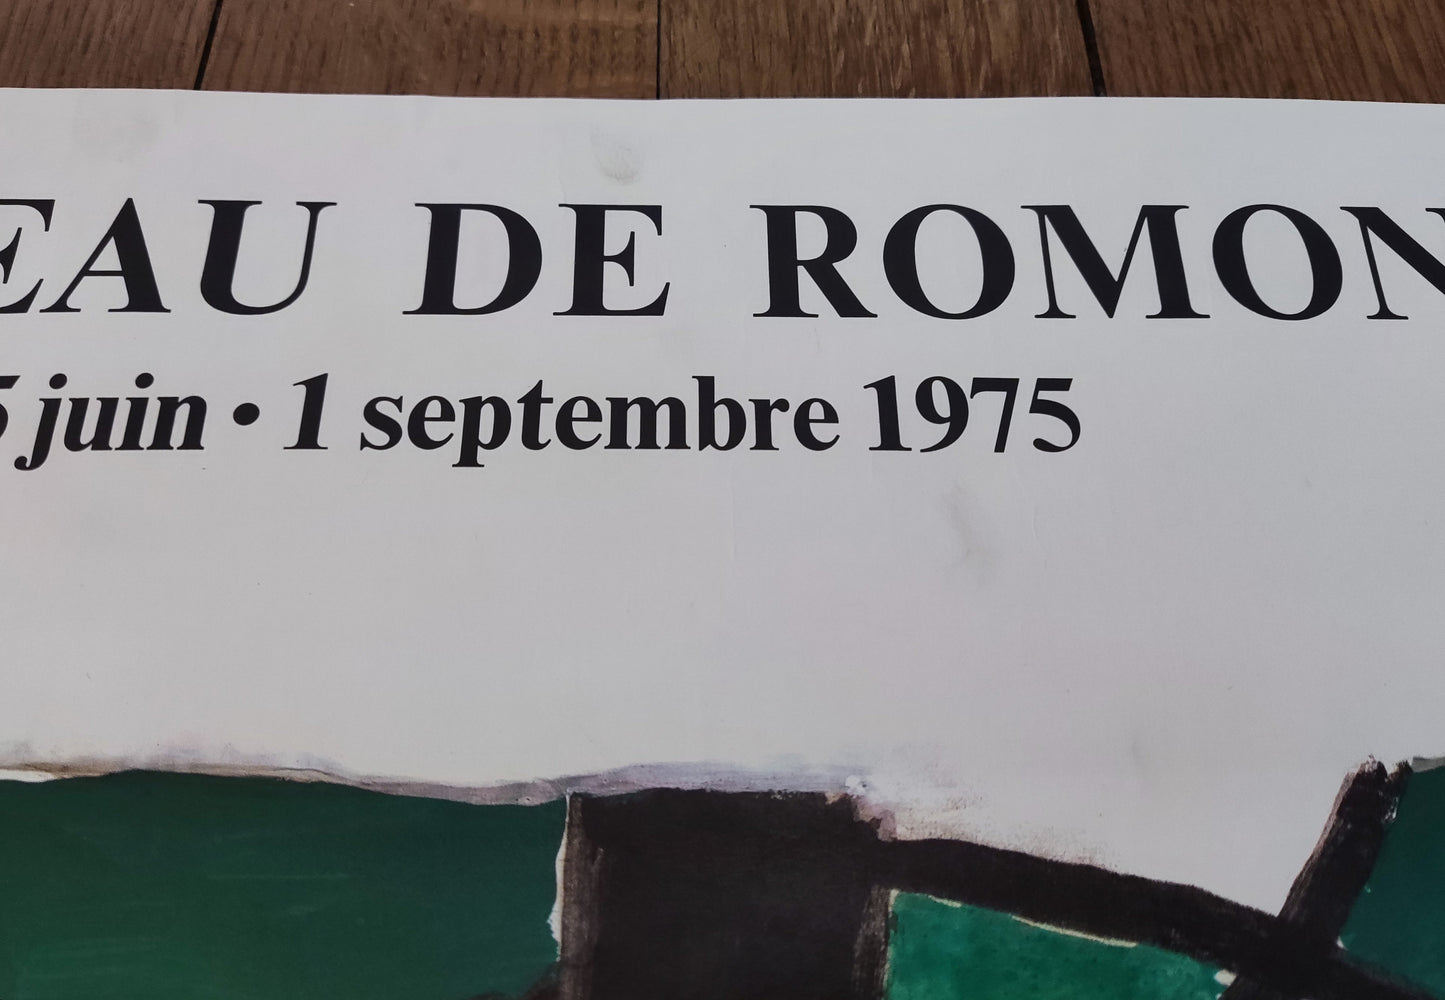 EAU DE ROMON
5 juin • 1 septembre 1975